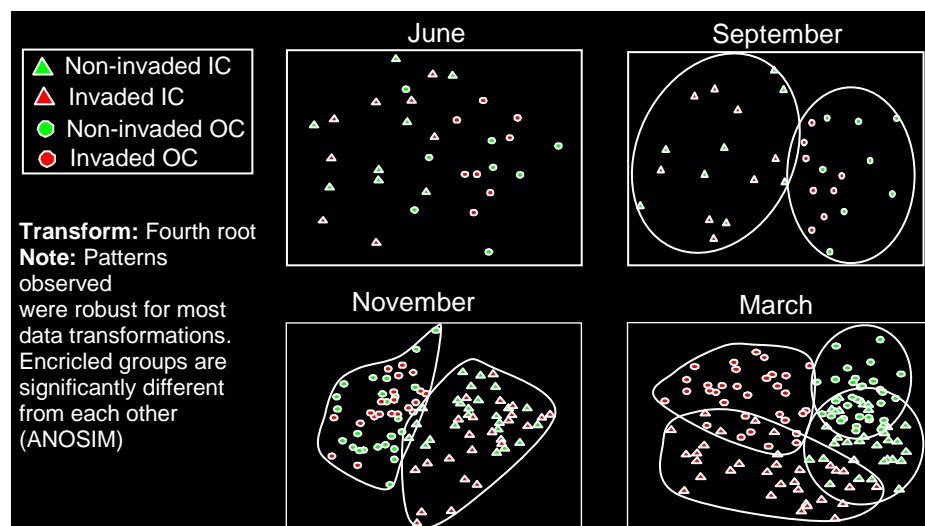 June
September
Non-invaded IC
Invaded IC
Non-invaded OC
Invaded OC
Transform: Fourth root
Note: Patterns
observed
were robust for most
data transformations.
Encricled groups are
significantly different
from each other
(ANOSIM)
November
March